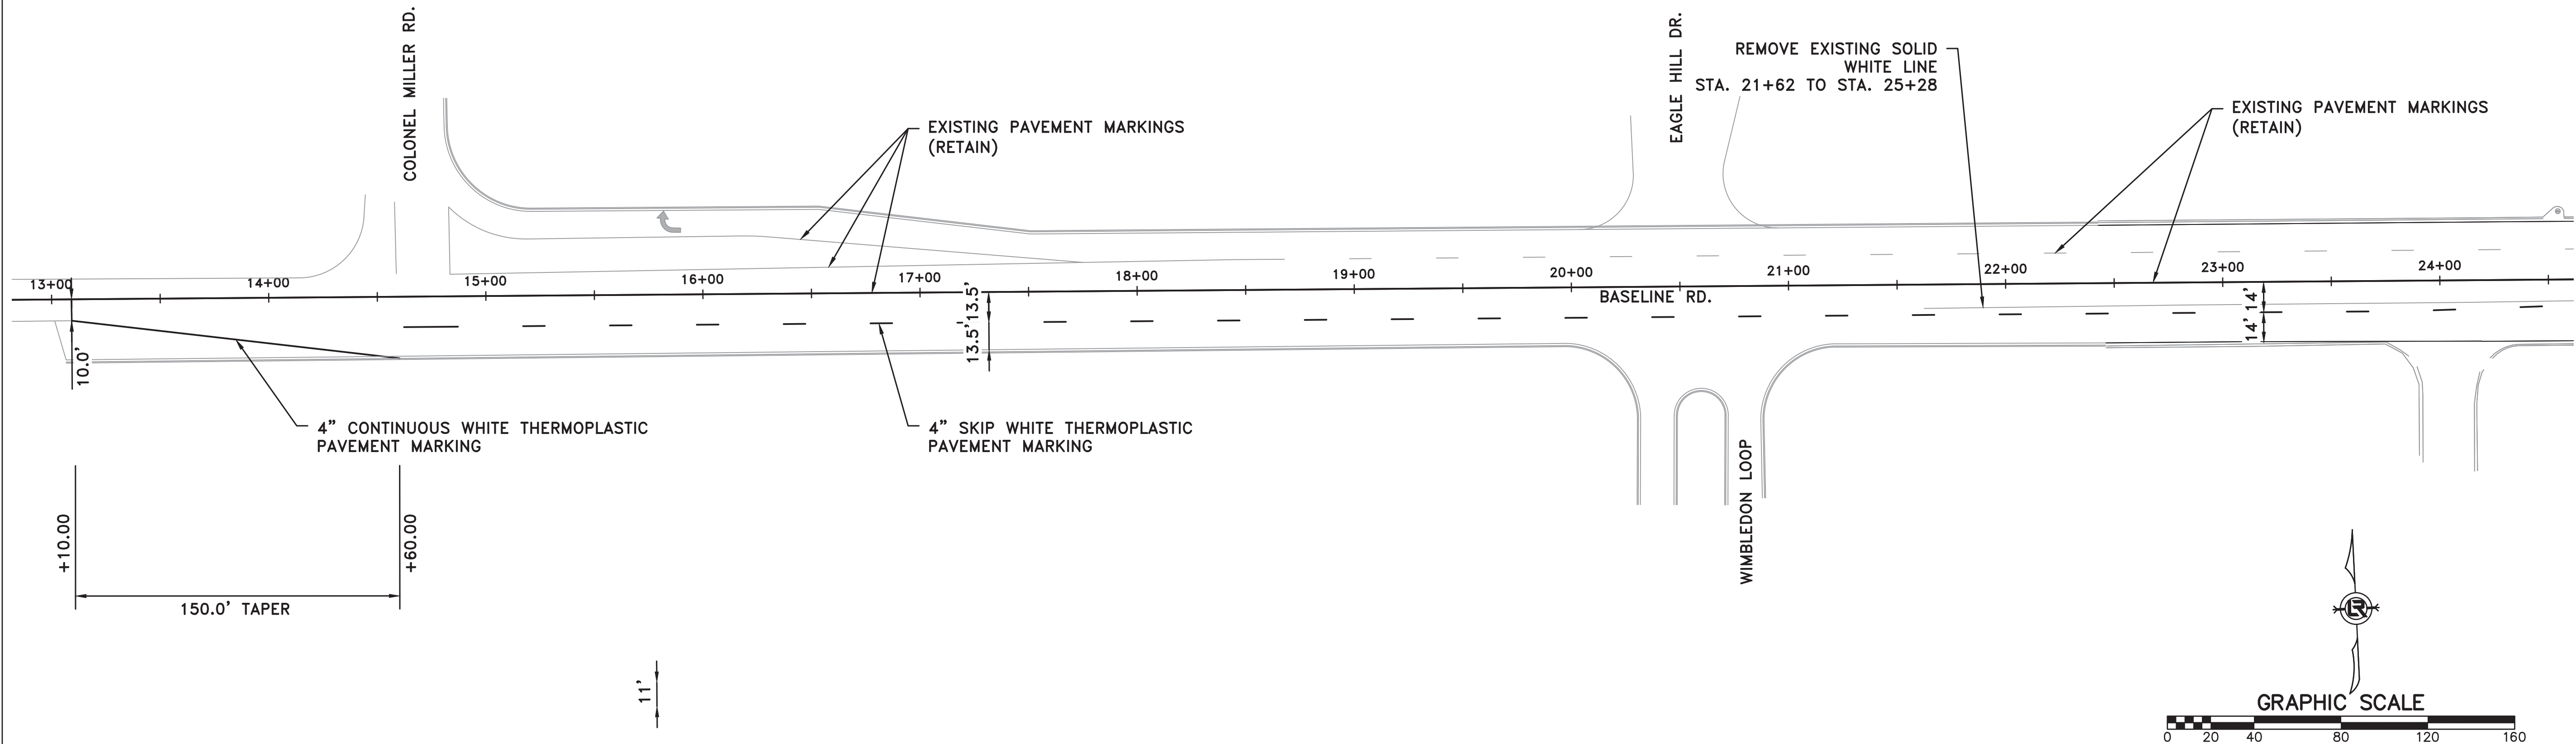 COLONEL MILLER RD.
EAGLE HILL DR.
REMOVE EXISTING SOLID
WHITE LINE
STA. 21+62 TO STA. 25+28
EXISTING PAVEMENT MARKINGS
(RETAIN)
EXISTING PAVEMENT MARKINGS
(RETAIN)
13+00
14+00
15+00
16+00
17+00
18+00
19+00
20+00
21+00
22+00
23+00
24+00
BASELINE RD.
13.5'
13.5'
14'
14'
10.0'
4" CONTINUOUS WHITE THERMOPLASTIC
PAVEMENT MARKING
4" SKIP WHITE THERMOPLASTIC
PAVEMENT MARKING
WIMBLEDON LOOP
+10.00
+60.00
150.0' TAPER
11'
LR
GRAPHIC SCALE
0 20 40 80 120 160